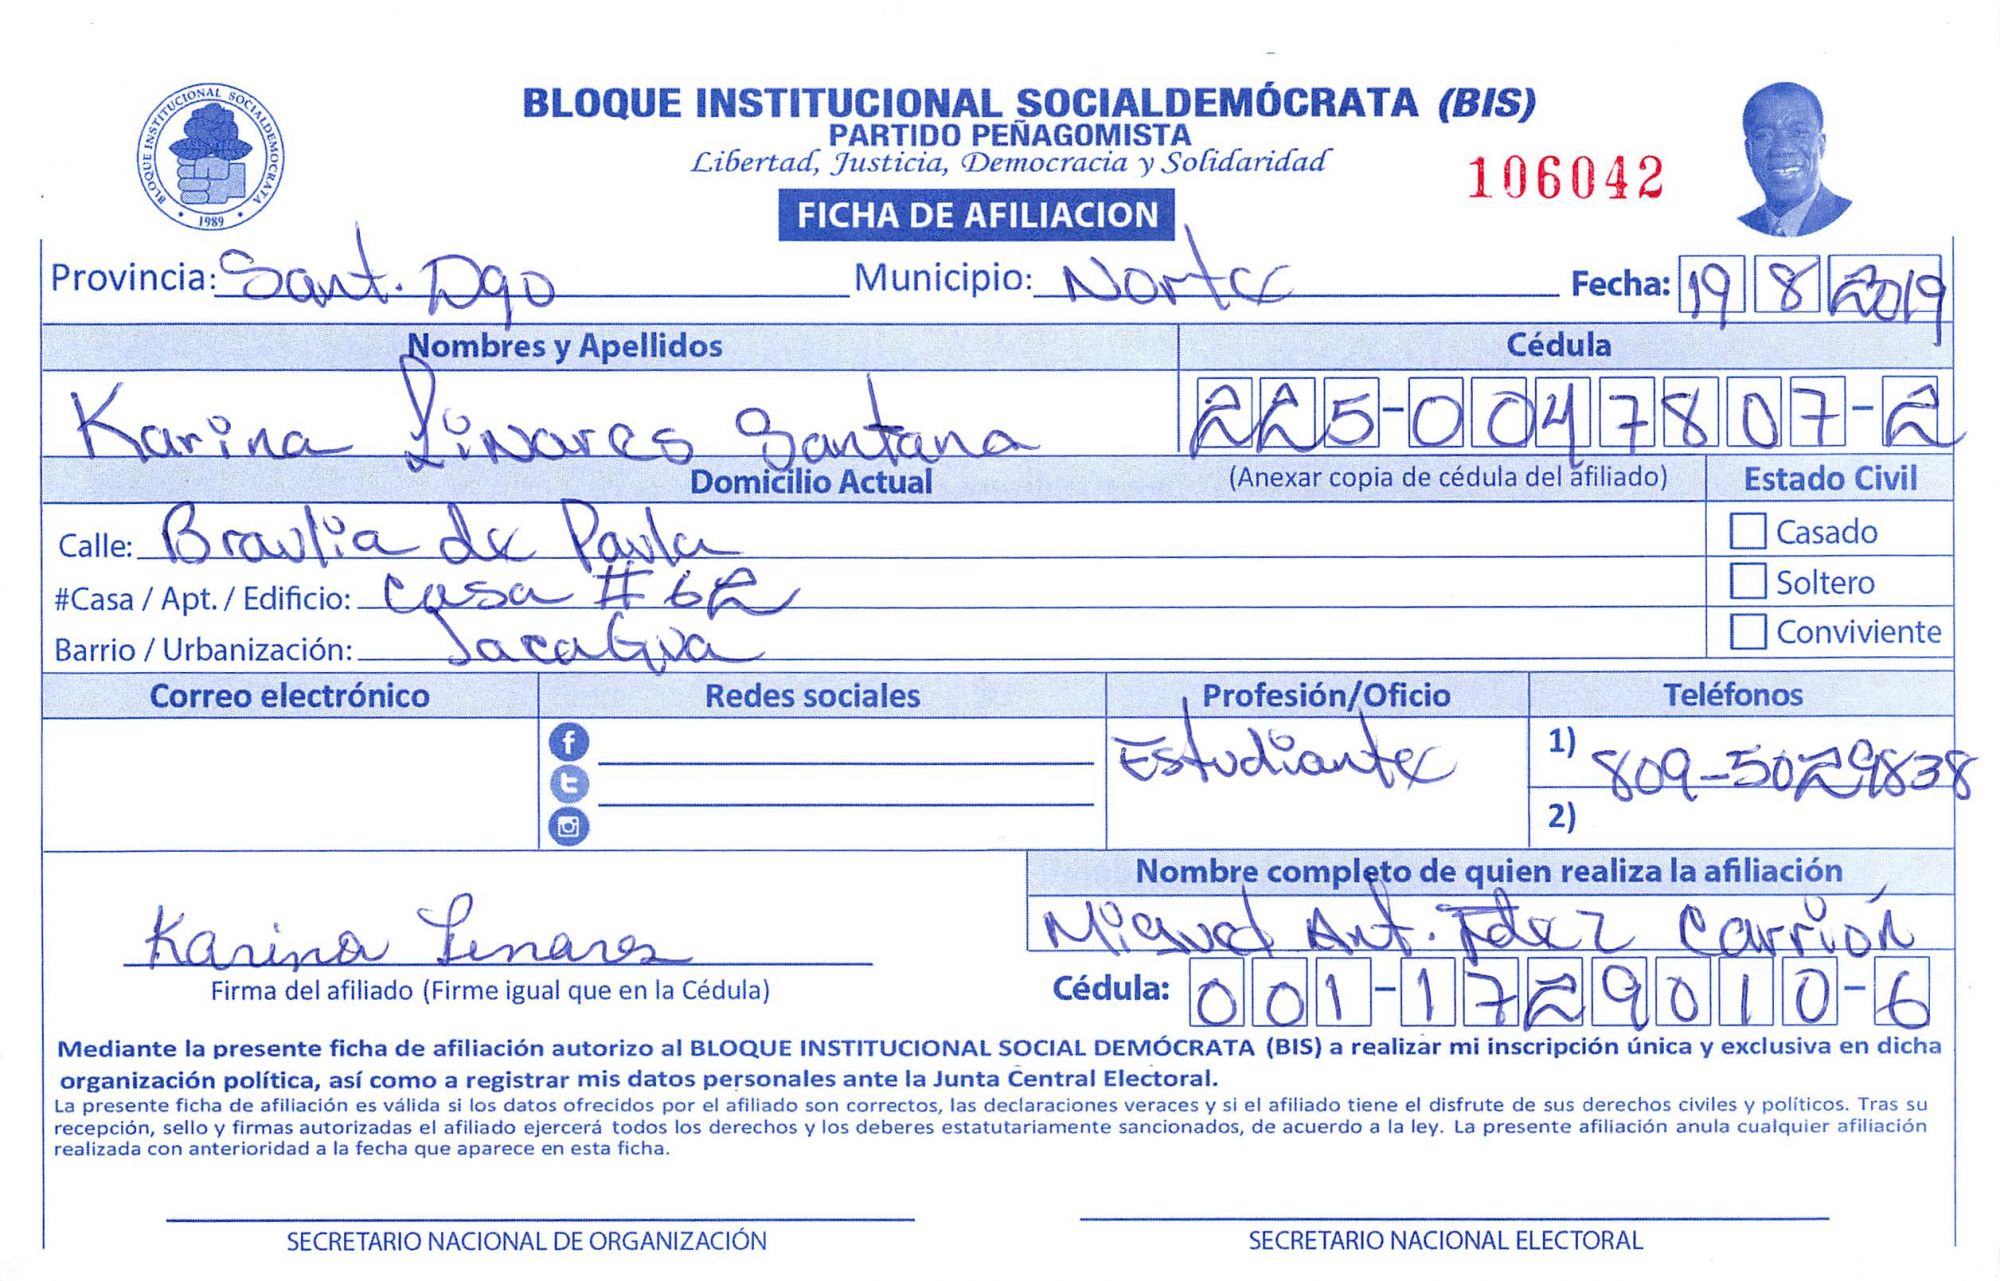 BLOQUE INSTITUCIONAL SOCIALDEMÓCRATA (BIS)
PARTIDO PEÑAGOMISTA
Libertad, Justicia, Democracia y Solidaridad
106042
FICHA DE AFILIACION
BLOQUE INSTITUCIONAL SOCIALDEMOCRATA
1989
Provincia: Sant. Dgo Municipio: Norte Fecha: 19 8 2019
Nombres y Apellidos Cédula
Karina Linares Santana 225-0047807-2
Domicilio Actual (Anexar copia de cédula del afiliado) Estado Civil
Calle: Braulia de Paula Casado
#Casa / Apt. / Edificio: Casa # 62 Soltero
Barrio / Urbanización: JacaGua Conviviente
Correo electrónico Redes sociales Profesión/Oficio Teléfonos
Estudiante 1) 809-5029838
2)
Nombre completo de quien realiza la afiliación
Karina Linares Miguel Ant. Fdez Carrión
Firma del afiliado (Firme igual que en la Cédula) Cédula: 001-1729010-6
Mediante la presente ficha de afiliación autorizo al BLOQUE INSTITUCIONAL SOCIAL DEMÓCRATA (BIS) a realizar mi inscripción única y exclusiva en dicha
organización política, así como a registrar mis datos personales ante la Junta Central Electoral.
La presente ficha de afiliación es válida si los datos ofrecidos por el afiliado son correctos, las declaraciones veraces y si el afiliado tiene el disfrute de sus derechos civiles y políticos. Tras su
recepción, sello y firmas autorizadas el afiliado ejercerá todos los derechos y los deberes estatutariamente sancionados, de acuerdo a la ley. La presente afiliación anula cualquier afiliación
realizada con anterioridad a la fecha que aparece en esta ficha.
SECRETARIO NACIONAL DE ORGANIZACIÓN SECRETARIO NACIONAL ELECTORAL